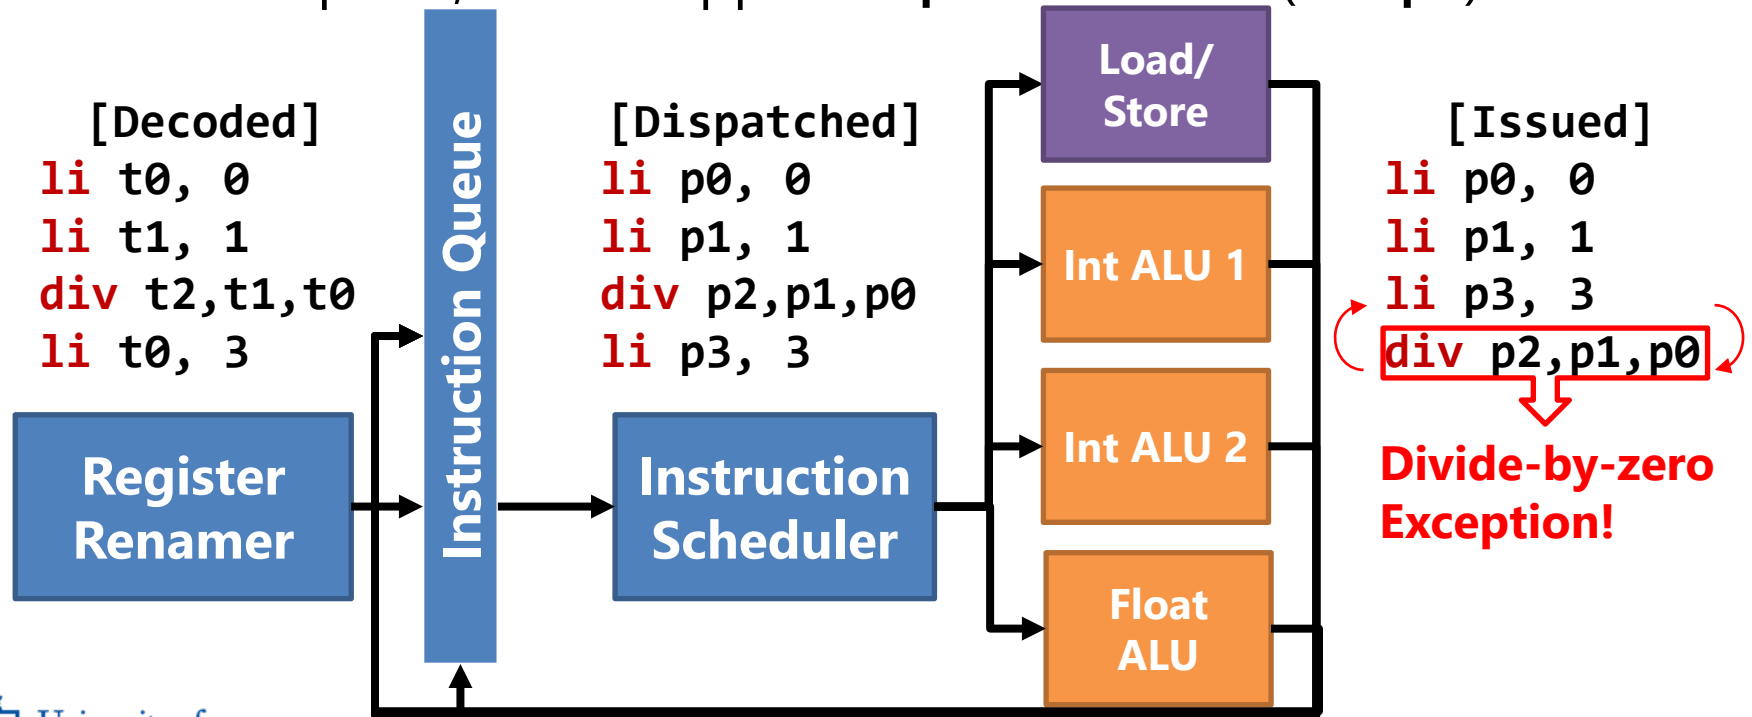 [Decoded]
li t0, 0
li t1, 1
div t2,t1,t0
li t0, 3
Register
Renamer
Instruction Queue
[Dispatched]
li p0, 0
li p1, 1
div p2,p1,p0
li p3, 3
Instruction
Scheduler
Load/
Store
Int ALU 1
Int ALU 2
Float
ALU
[Issued]
li p0, 0
li p1, 1
li p3, 3
div p2,p1,p0
Divide-by-zero
Exception!